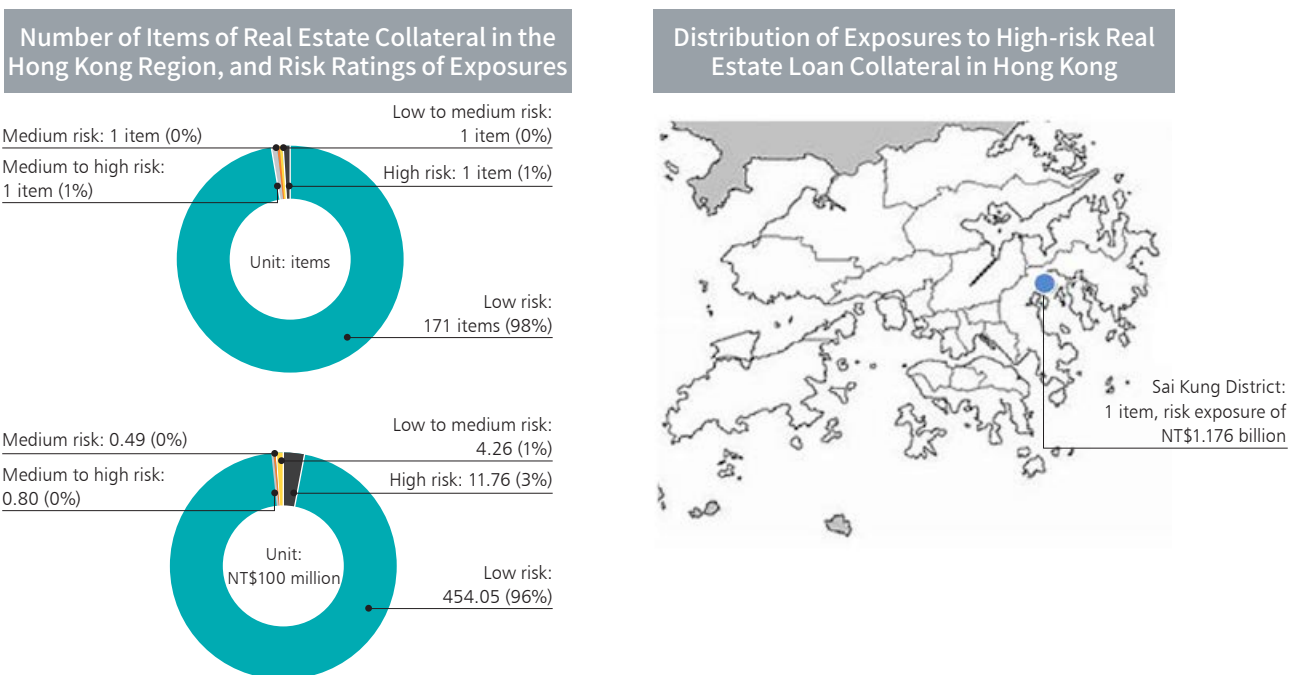 Number of Items of Real Estate Collateral in the
Hong Kong Region, and Risk Ratings of Exposures
Medium risk: 1 item (0%)
Low to medium risk:
1 item (0%)
Medium to high risk:
1 item (1%)
High risk: 1 item (1%)
Unit: items
Low risk:
171 items (98%)
Medium risk: 0.49 (0%)
Low to medium risk:
4.26 (1%)
Medium to high risk:
0.80 (0%)
High risk: 11.76 (3%)
Unit:
NT$100 million
Low risk:
454.05 (96%)
Distribution of Exposures to High-risk Real
Estate Loan Collateral in Hong Kong
Sai Kung District:
1 item, risk exposure of
NT$1.176 billion